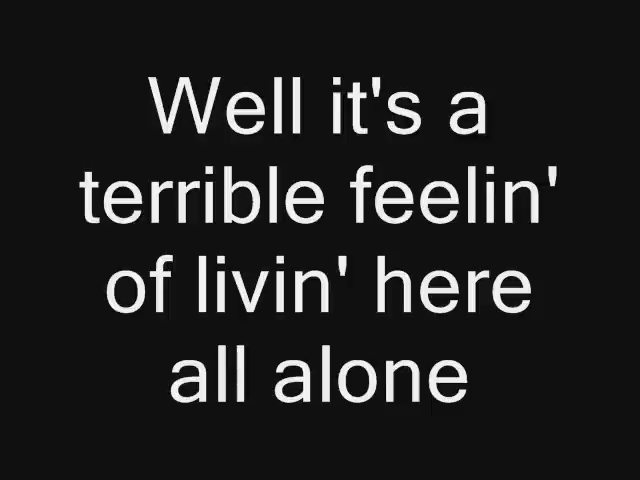 Well it's a
terrible feelin'
of livin' here
all alone